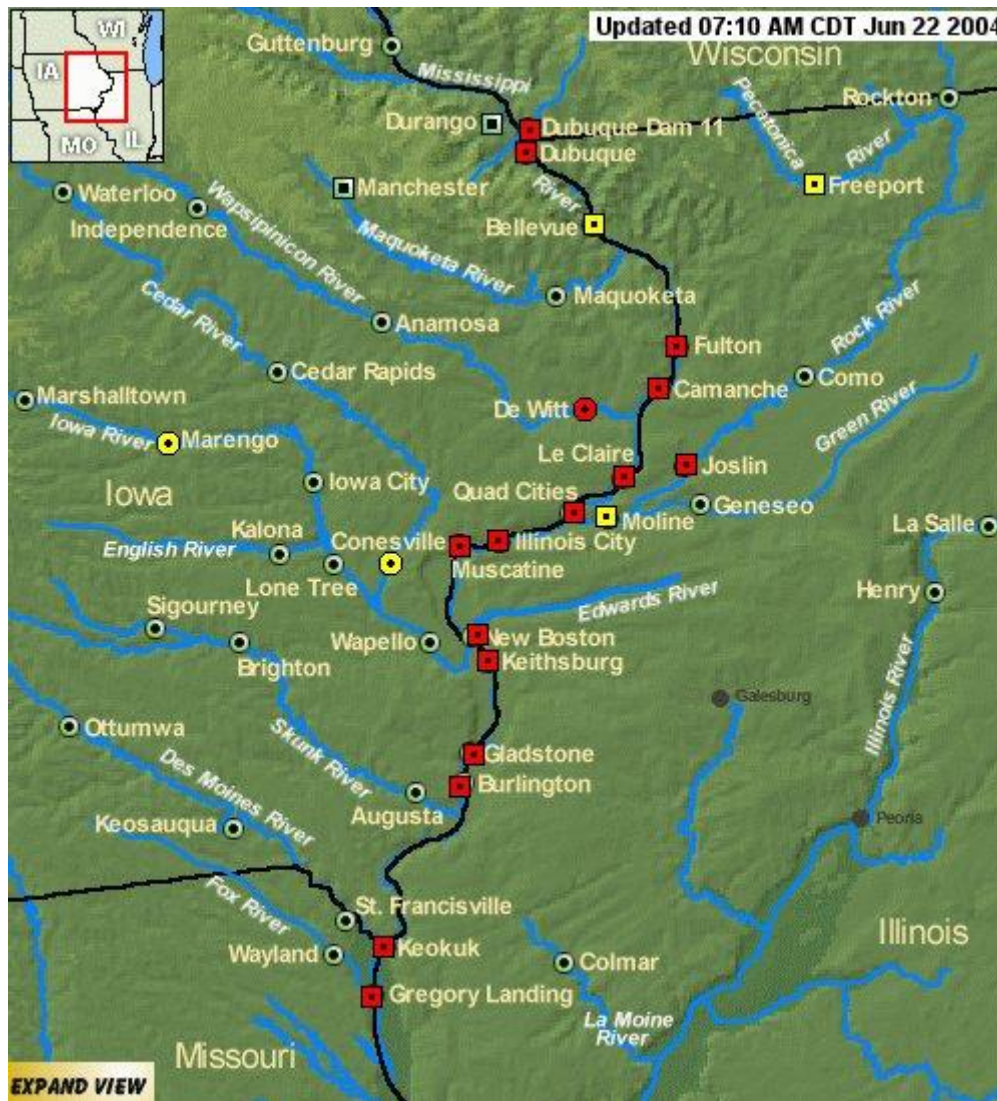 Updated 07:10 AM CDT Jun 22 2004
WI
IA
MO
IL
Guttenburg
Mississippi
Wisconsin
Pecatonica
Rockton
Durango
Dubuque Dam 11
Dubuque
River
River
Freeport
Waterloo
Wapsipinicon River
Manchester
Independence
Bellevue
Maquoketa River
Maquoketa
Cedar River
Anamosa
Rock River
Fulton
Cedar Rapids
Como
Camanche
Marshalltown
De Witt
Green River
Iowa River
Marengo
Le Claire
Joslin
Iowa City
Iowa
Quad Cities
Geneseo
Moline
La Salle
Kalona
Conesville
Illinois City
English River
Muscatine
Lone Tree
Henry
Edwards River
Sigourney
Wapello
New Boston
Brighton
Keithsburg
Illinois River
Galesburg
Ottumwa
Skunk River
Gladstone
Des Moines River
Burlington
Augusta
Keosauqua
Peoria
Fox River
St. Francisville
Illinois
Wayland
Keokuk
Colmar
Gregory Landing
La Moine
River
Missouri
EXPAND VIEW